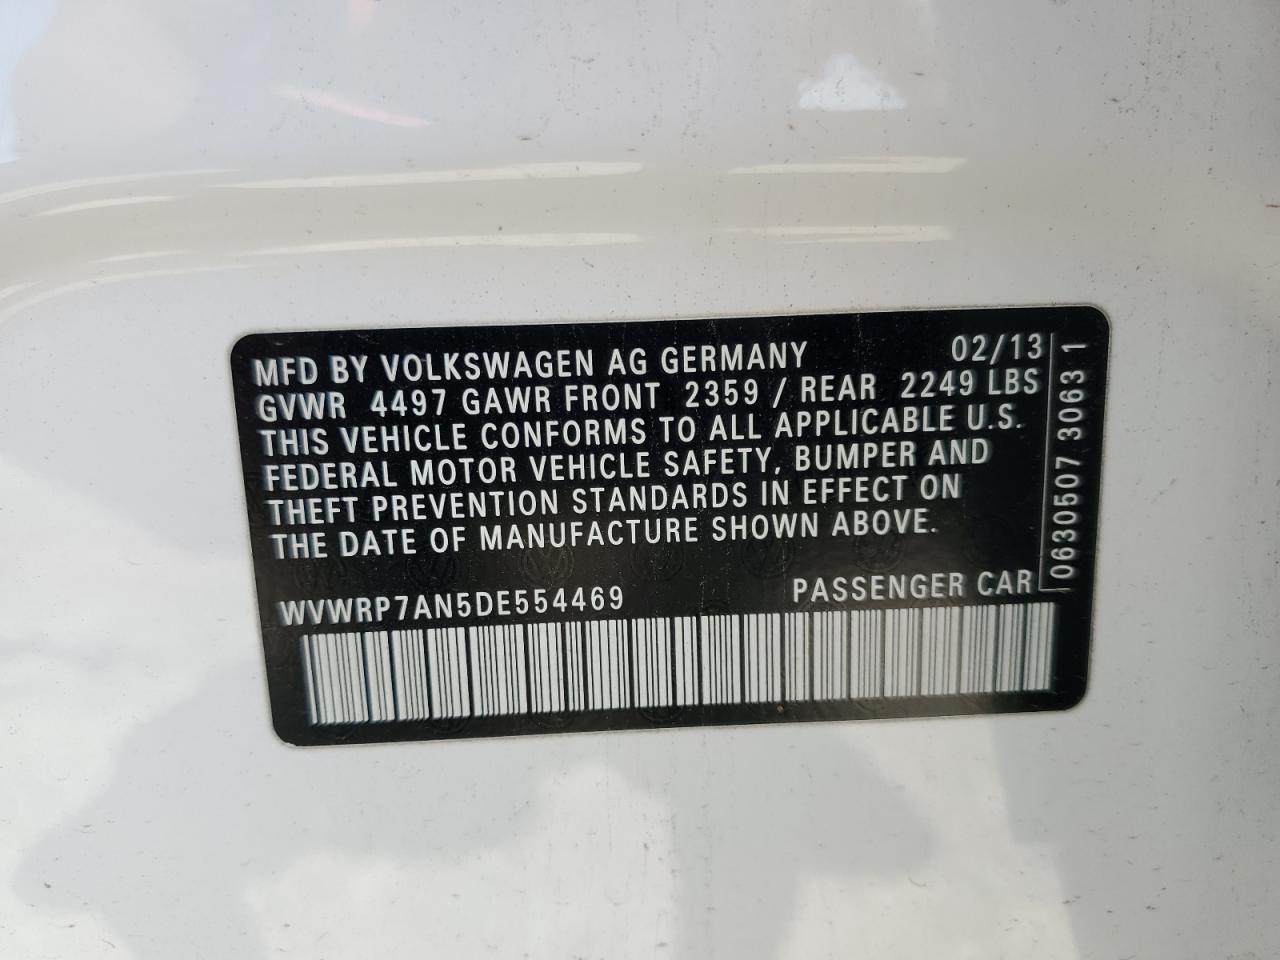 MFD BY VOLKSWAGEN AG GERMANY 02/13
GVWR 4497 GAWR FRONT 2359 / REAR 2249 LBS
THIS VEHICLE CONFORMS TO ALL APPLICABLE U.S.
FEDERAL MOTOR VEHICLE SAFETY, BUMPER AND
THEFT PREVENTION STANDARDS IN EFFECT ON
THE DATE OF MANUFACTURE SHOWN ABOVE.
WVWRP7AN5DE554469 PASSENGER CAR
0630507 3063 1